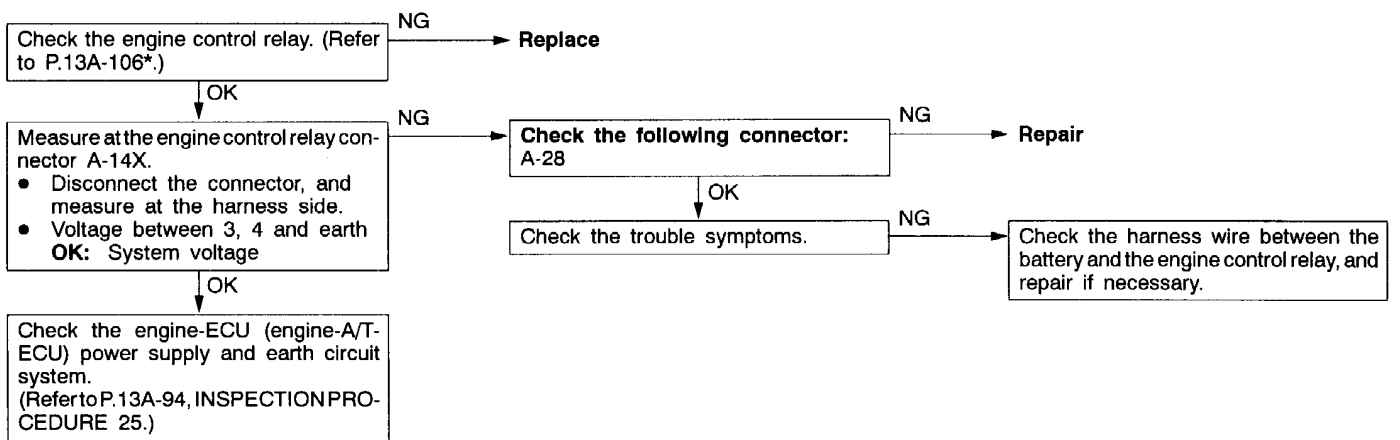 NG
Check the engine control relay. (Refer
to P.13A-106*.)
Replace
OK
NG
Measure at the engine control relay con-
nector A-14X.
● Disconnect the connector, and
measure at the harness side.
● Voltage between 3, 4 and earth
OK: System voltage
Check the following connector:
A-28
NG
Repair
OK
OK
Check the trouble symptoms.
NG
Check the harness wire between the
battery and the engine control relay, and
repair if necessary.
Check the engine-ECU (engine-A/T-
ECU) power supply and earth circuit
system.
(Refer to P.13A-94, INSPECTION PRO-
CEDURE 25.)